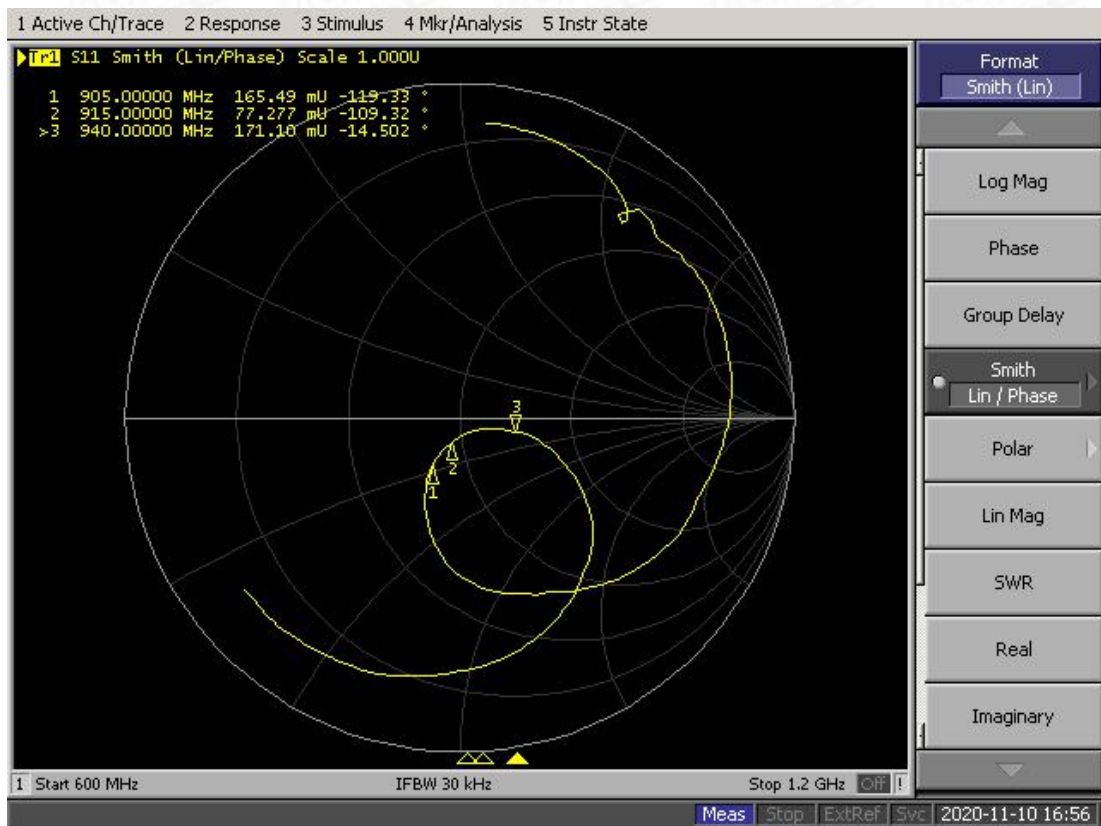 1 Active Ch/Trace 2 Response 3 Stimulus 4 Mkr/Analysis 5 Instr State
Tr1 S11 Smith (Lin/Phase) Scale 1.000U
1 905.00000 MHz 165.49 mU -119.33 °
2 915.00000 MHz 77.277 mU -109.32 °
>3 940.00000 MHz 171.10 mU -14.502 °
3
2
1
1 Start 600 MHz IFBW 30 kHz Stop 1.2 GHz Off !
Format
Smith (Lin)
Log Mag
Phase
Group Delay
Smith
Lin / Phase
Polar
Lin Mag
SWR
Real
Imaginary
Meas Stop ExtRef Svc 2020-11-10 16:56